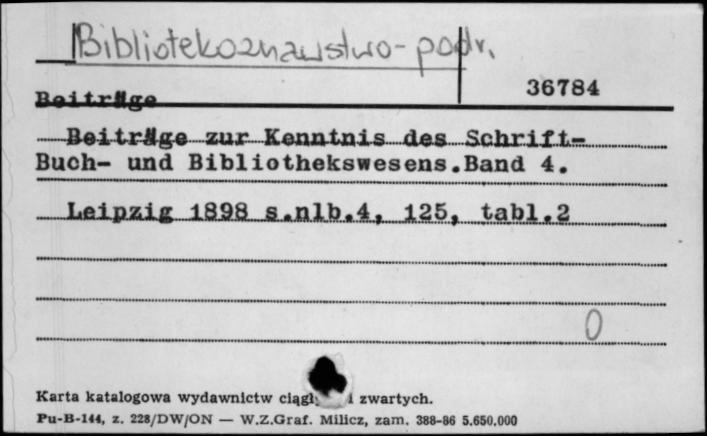 Bibliotekoznawstwo - podr.
36784
Beiträge
Beiträge zur Kenntnis des Schrift-
Buch- und Bibliothekswesens.Band 4.
Leipzig 1898 s.nlb.4, 125, tabl.2
0
Karta katalogowa wydawnictw i zwartych.
Pu-B-144, z. 228/DW/ON — W.Z.Graf. Milicz, zam. 388-86 5.650.000